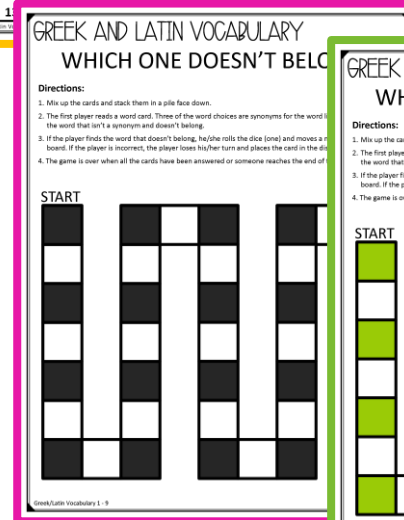 GREEK AND LATIN VOCABULARY
WHICH ONE DOESN'T BELO
Directions:
1. Mix up the cards and stack them in a pile face down.
2. The first player reads a word card. Three of the word choices are synonyms for the word li
the word that isn't a synonym and doesn't belong.
3. If the player finds the word that doesn't belong, he/she rolls the dice (one) and moves a n
board. If the player is incorrect, the player loses his/her turn and places the card in the dis
4. The game is over when all the cards have been answered or someone reaches the end of
START
Greek/Latin Vocabulary 1 - 9
GREEK
WH
Directions:
1. Mix up the ca
2. The first playe
the word that
3. If the player fi
board. If the p
4. The game is o
START